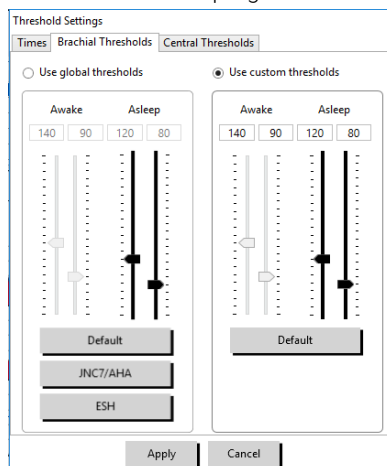 Threshold Settings
Times Brachial Thresholds Central Thresholds
Use global thresholds Use custom thresholds
Awake Asleep Awake Asleep
140 90 120 80 140 90 120 80
Default Default
JNC7/AHA
ESH
Apply Cancel